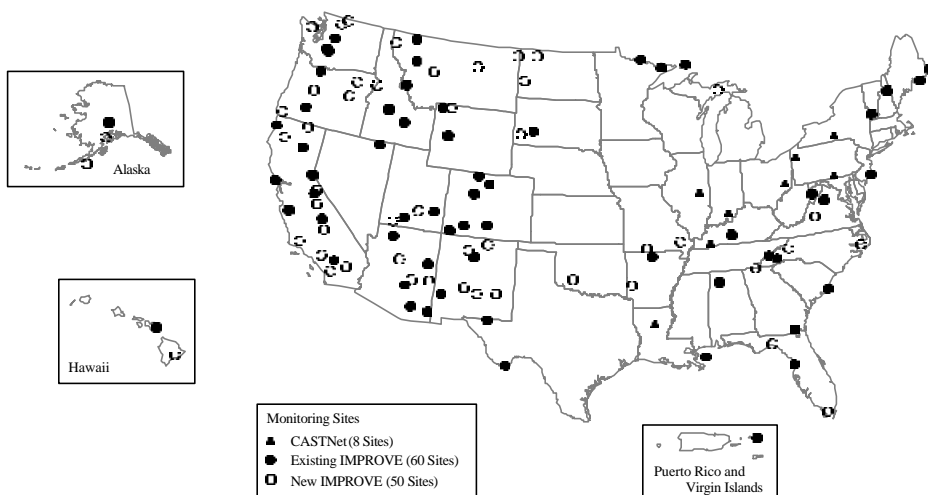 Alaska
Hawaii
Monitoring Sites
CASTNet (8 Sites)
Existing IMPROVE (60 Sites)
New IMPROVE (50 Sites)
Puerto Rico and
Virgin Islands